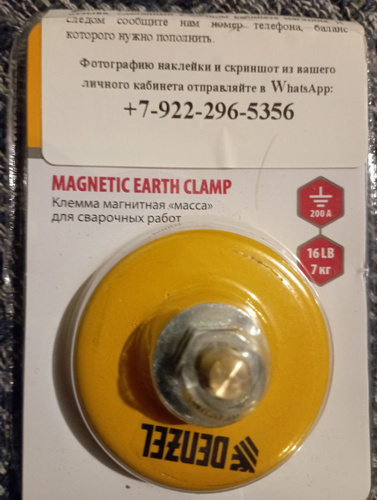 следом сообщите нам номер телефона, баланс
которого нужно пополнить.
Фотографию наклейки и скриншот из вашего
личного кабинета отправляйте в WhatsApp:
+7-922-296-5356
MAGNETIC EARTH CLAMP
Клемма магнитная «масса»
для сварочных работ
200 A
16 LB
7 кг
DENZEL